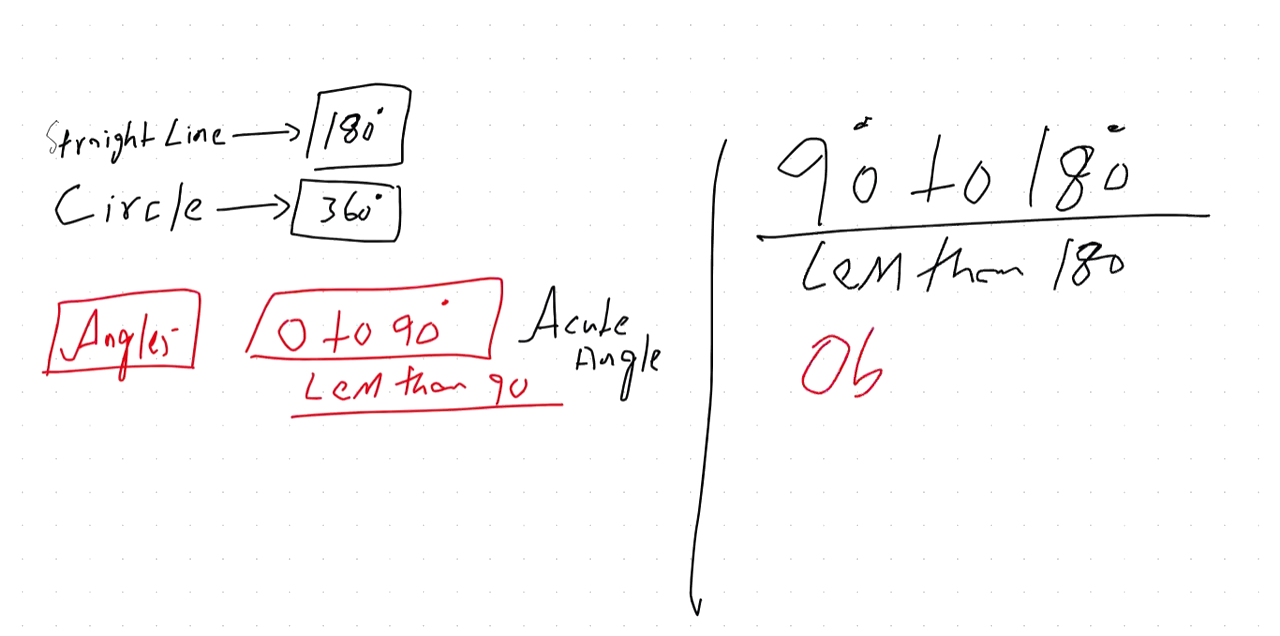 Straight Line → 180°
Circle → 360°
Angles
0 to 90°
Less than 90
Acute
Angle
90° to 180°
Less than 180
Ob